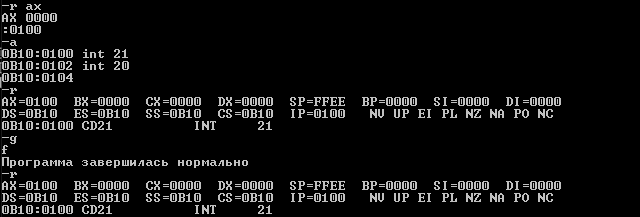 -r ax
AX 0000
:0100
-a
0B10:0100 int 21
0B10:0102 int 20
0B10:0104
-r
AX=0100 BX=0000 CX=0000 DX=0000 SP=FFEE BP=0000 SI=0000 DI=0000
DS=0B10 ES=0B10 SS=0B10 CS=0B10 IP=0100 NV UP EI PL NZ NA PO NC
0B10:0100 CD21 INT 21
-g
f
Программа завершилась нормально
-r
AX=0100 BX=0000 CX=0000 DX=0000 SP=FFEE BP=0000 SI=0000 DI=0000
DS=0B10 ES=0B10 SS=0B10 CS=0B10 IP=0100 NV UP EI PL NZ NA PO NC
0B10:0100 CD21 INT 21